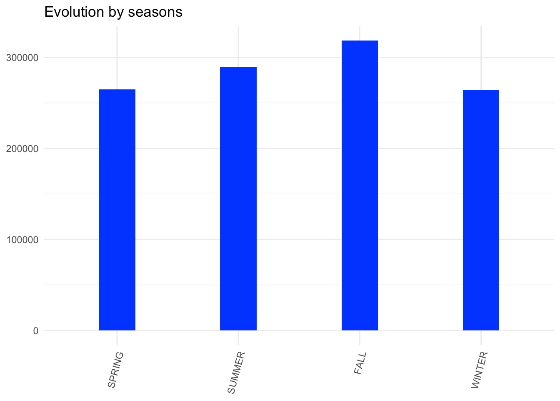 Evolution by seasons
300000
200000
100000
0
SPRING
SUMMER
FALL
WINTER